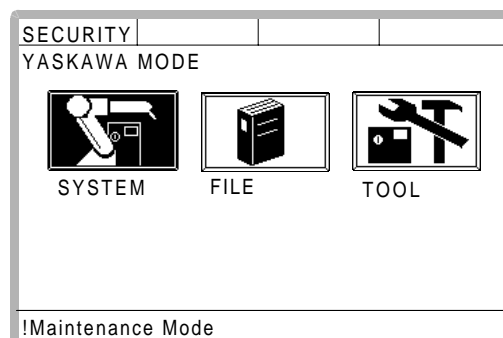 SECURITY
YASKAWA MODE
SYSTEM FILE TOOL
!Maintenance Mode